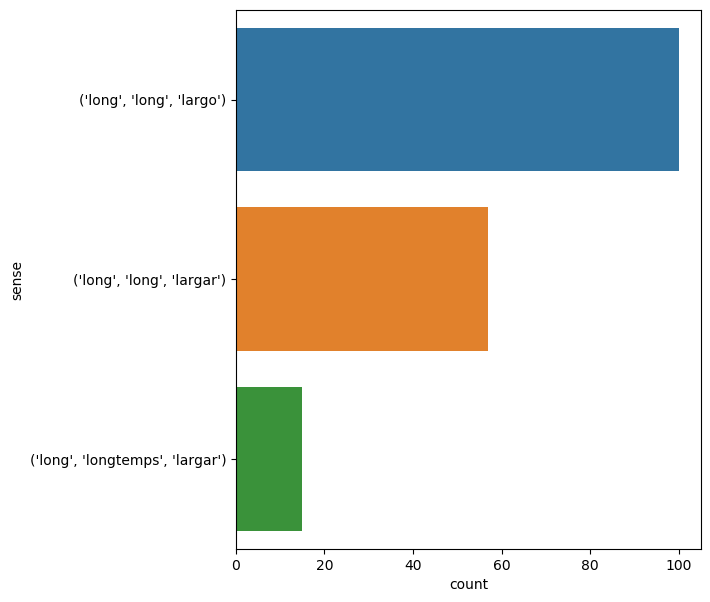 sense
('long', 'long', 'largo')
('long', 'long', 'largar')
('long', 'longtemps', 'largar')
0 20 40 60 80 100
count